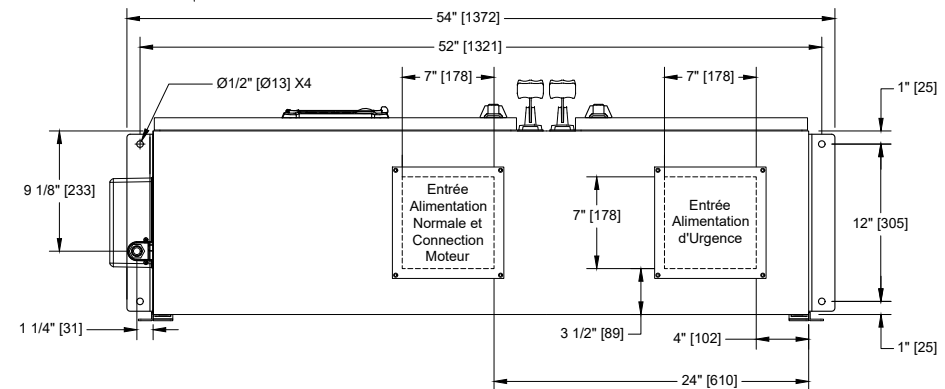 54" [1372]
52" [1321]
7" [178]
7" [178]
Ø1/2" [Ø13] X4
1" [25]
9 1/8" [233]
Entrée
Alimentation
Normale et
Connection
Moteur
7" [178]
Entrée
Alimentation
d'Urgence
12" [305]
1 1/4" [31]
3 1/2" [89]
4" [102]
1" [25]
24" [610]